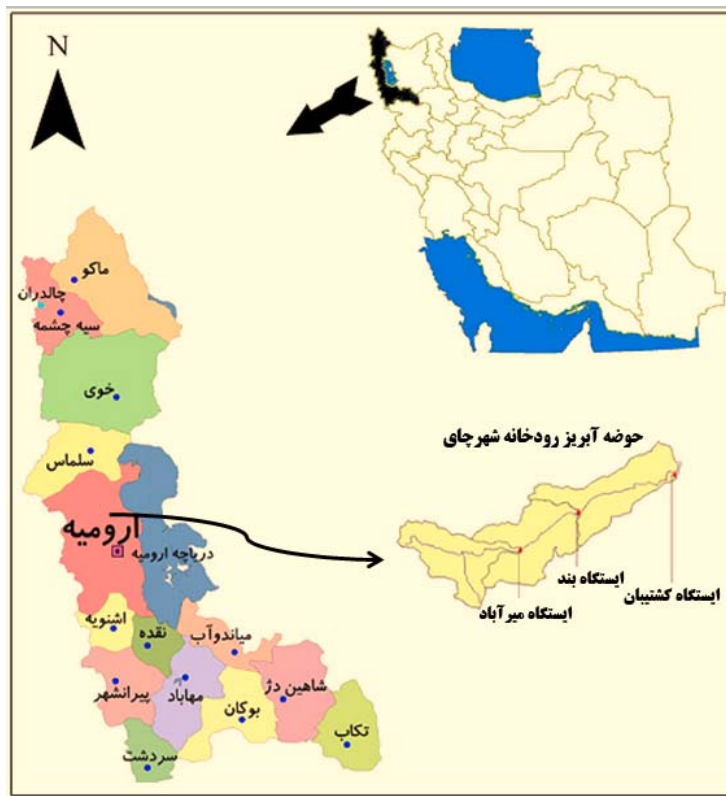 N
ماکو
چالدران
سیه چشمه
خوی
سلماس
ارومیه
دریاچه ارومیه
اشنویه
نقده
میاندوآب
پیرانشهر
مهاباد
شاهین دژ
بوکان
تکاب
سردشت
حوضه آبریز رودخانه شهرچای
ایستگاه بند
ایستگاه کشتیبان
ایستگاه میرآباد